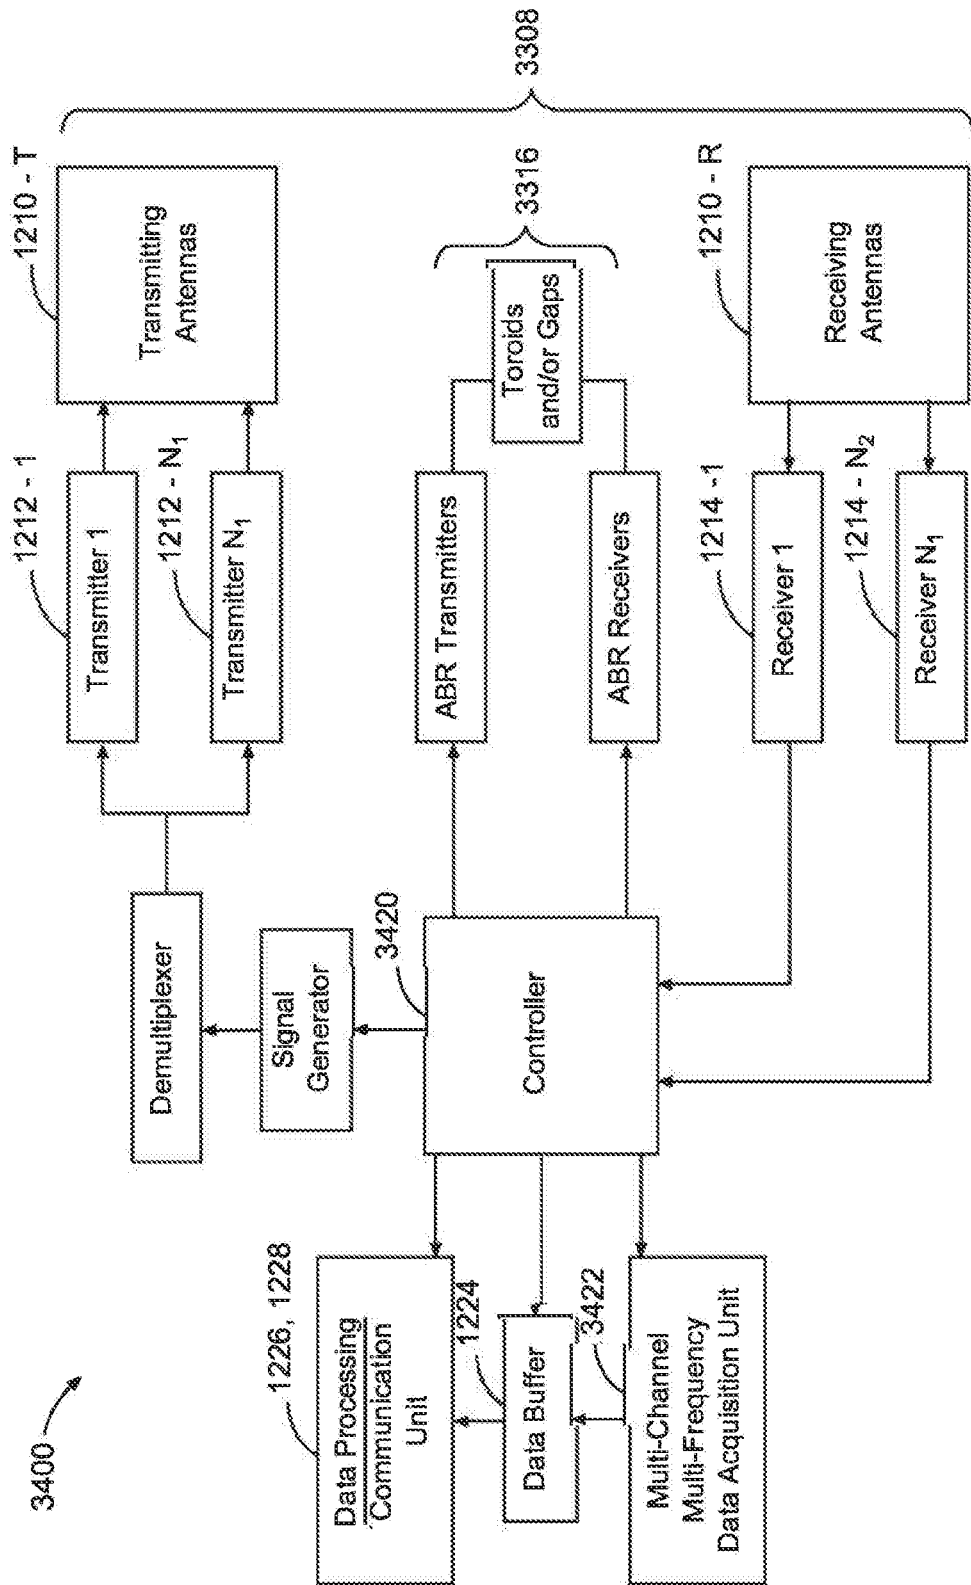 3400
1226, 1228
Data Processing
Communication
Unit
1224
Data Buffer
3422
Multi-Channel
Multi-Frequency
Data Acquisition Unit
Demultiplexer
Signal
Generator
3420
Controller
1212 - 1
Transmitter 1
1212 - N₁
Transmitter N₁
ABR Transmitters
ABR Receivers
1214 -1
Receiver 1
1214 - N₂
Receiver N₁
1210 - T
Transmitting
Antennas
3316
Toroids
and/or Gaps
1210 - R
Receiving
Antennas
3308